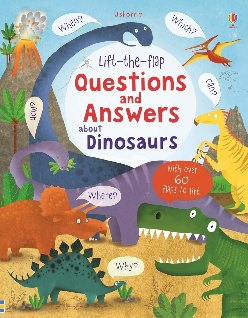 Usborne
When?
Which?
Lift-the-flap
Questions
and
Answers
about
Dinosaurs
Can?
How?
With over
60
flaps to lift
Where?
Why?